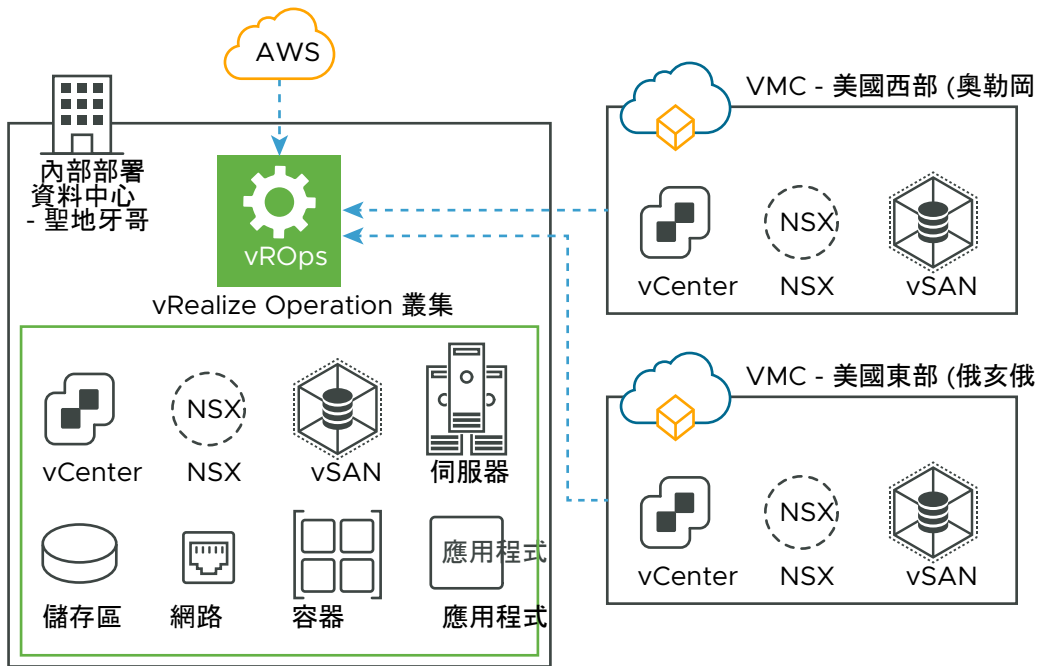 AWS
內部部署
資料中心
- 聖地牙哥
vROps
vRealize Operation 叢集
NSX
vCenter
NSX
vSAN
伺服器
應用程式
儲存區
網路
容器
應用程式
VMC - 美國西部 (奧勒岡
NSX
vCenter
NSX
vSAN
VMC - 美國東部 (俄亥俄
NSX
vCenter
NSX
vSAN